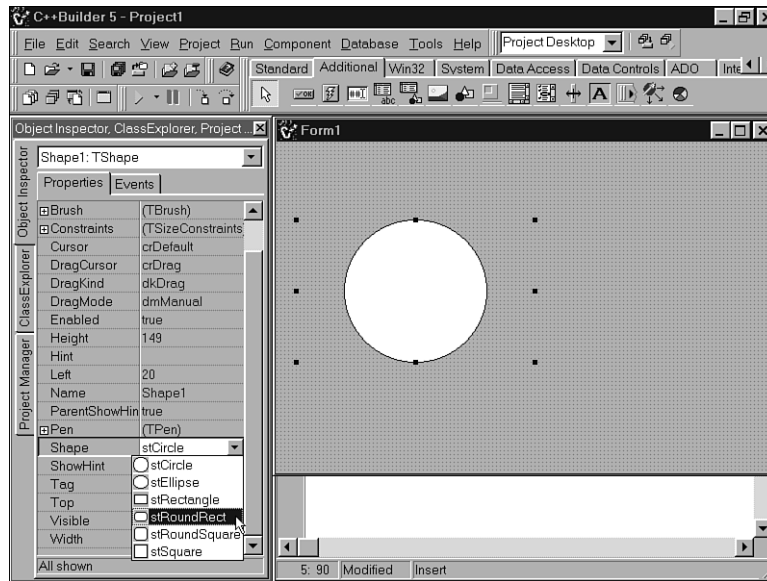 C++Builder 5 - Project1
File Edit Search View Project Run Component Database Tools Help
Project Desktop
Standard Additional Win32 System Data Access Data Controls ADO Inte
OK
abc
A
Object Inspector, ClassExplorer, Project ...
Form1
Object Inspector
ClassExplorer
Project Manager
Shape1: TShape
Properties Events
Brush (TBrush)
Constraints (TSizeConstraints)
Cursor crDefault
DragCursor crDrag
DragKind dkDrag
DragMode dmManual
Enabled true
Height 149
Hint
Left 20
Name Shape1
ParentShowHin true
Pen (TPen)
Shape stCircle
ShowHint
Tag
Top
Visible
Width
stCircle
stEllipse
stRectangle
stRoundRect
stRoundSquare
stSquare
All shown
5: 90 Modified Insert